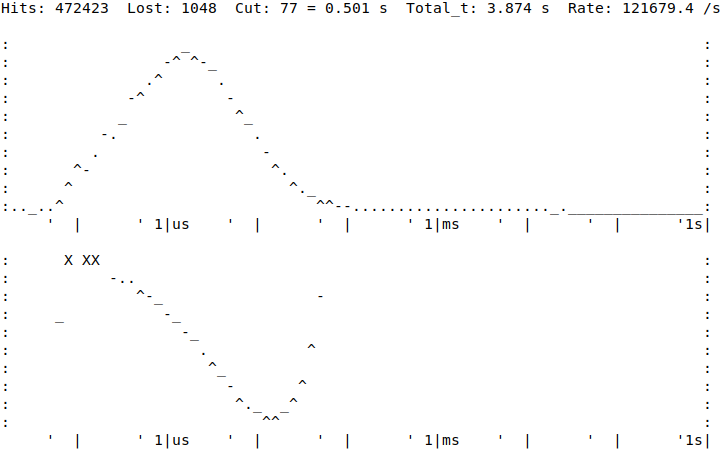 Hits: 472423  Lost: 1048  Cut: 77 = 0.501 s  Total_t: 3.874 s  Rate: 121679.4 /s
:                   _                                                         :
:                 -^ ^-_                                                      :
:               .^      .                                                     :
:             -^         -                                                    :
:            _            ^_                                                  :
:          -.               .                                                 :
:         .                  -                                                :
:       ^-                    ^.                                              :
:      ^                        ^._                                           :
:.._..^                            ^^--......................_._______________:
     '  |      ' 1|us    '  |      '  |      ' 1|ms    '  |      '  |      '1s|
:      X XX                                                                   :
:           -..                                                               :
:              ^-_                 -                                          :
:     _           -_                                                          :
:                   -_                                                        :
:                     .           ^                                           :
:                      ^_                                                     :
:                        -       ^                                            :
:                         ^._  _^                                             :
:                            ^^                                               :
     '  |      ' 1|us    '  |      '  |      ' 1|ms    '  |      '  |      '1s|